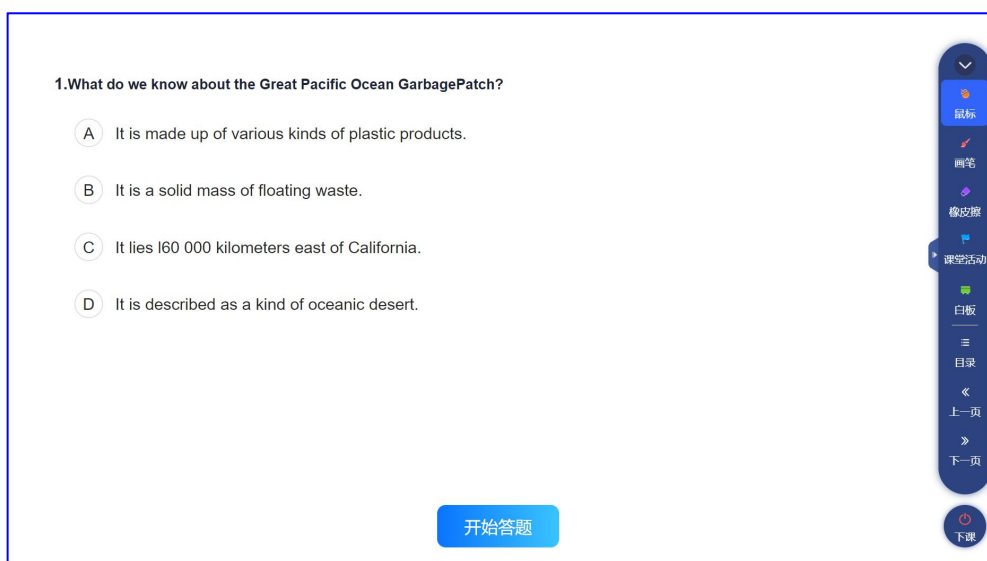 1.What do we know about the Great Pacific Ocean GarbagePatch?
A It is made up of various kinds of plastic products.
B It is a solid mass of floating waste.
C It lies l60 000 kilometers east of California.
D It is described as a kind of oceanic desert.
开始答题
鼠标
画笔
橡皮擦
课堂活动
白板
目录
上一页
下一页
下课